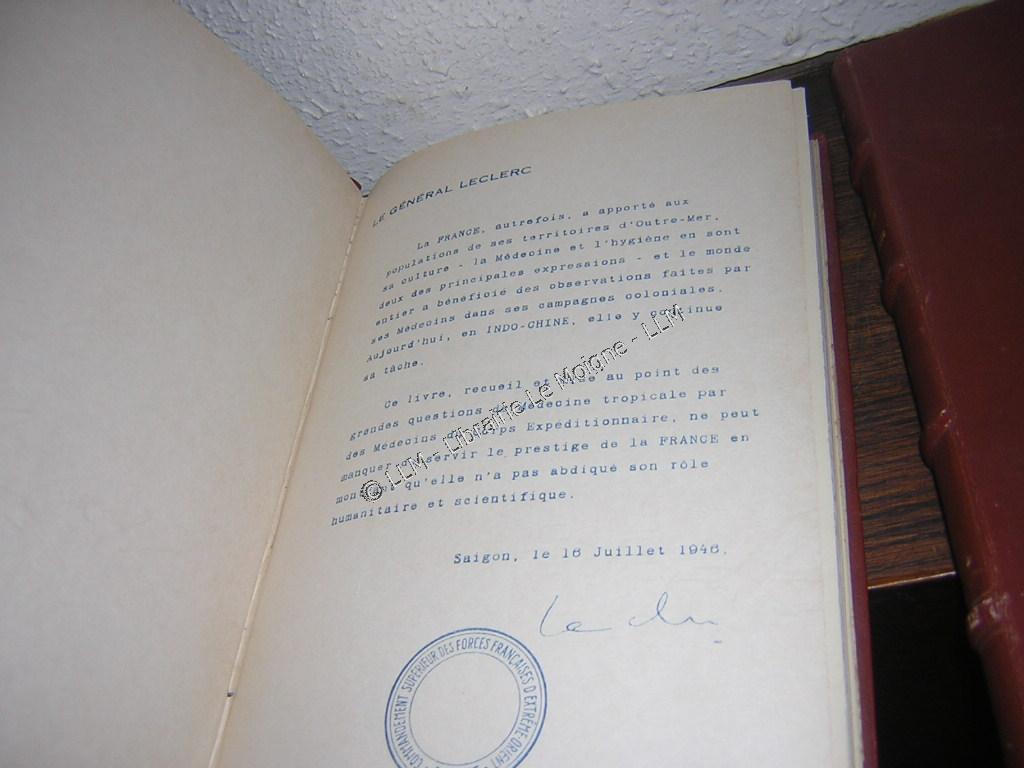 LE GÉNÉRAL LECLERC
La FRANCE, autrefois, a apporté aux
populations de ses territoires d'Outre-Mer,
sa culture - la Médecine et l'hygiène en sont
deux des principales expressions - et le monde
entier a bénéficié des observations faites par
ses Médecins dans ses campagnes coloniales.
Aujourd'hui, en INDO-CHINE, elle y continue
sa tâche.
Ce livre, recueil et au point des
grandes questions de Médecine tropicale par
des Médecins du Corps Expéditionnaire, ne peut
manquer servir le prestige de la FRANCE en
qu'elle n'a pas abdiqué son rôle
humanitaire et scientifique.
Saigon, le 16 Juillet 1946.
COMMANDEMENT SUPÉRIEUR DES FORCES FRANÇAISES D'EXTRÊME-ORIENT
© LLM - Librairie Le Moigne - LLM